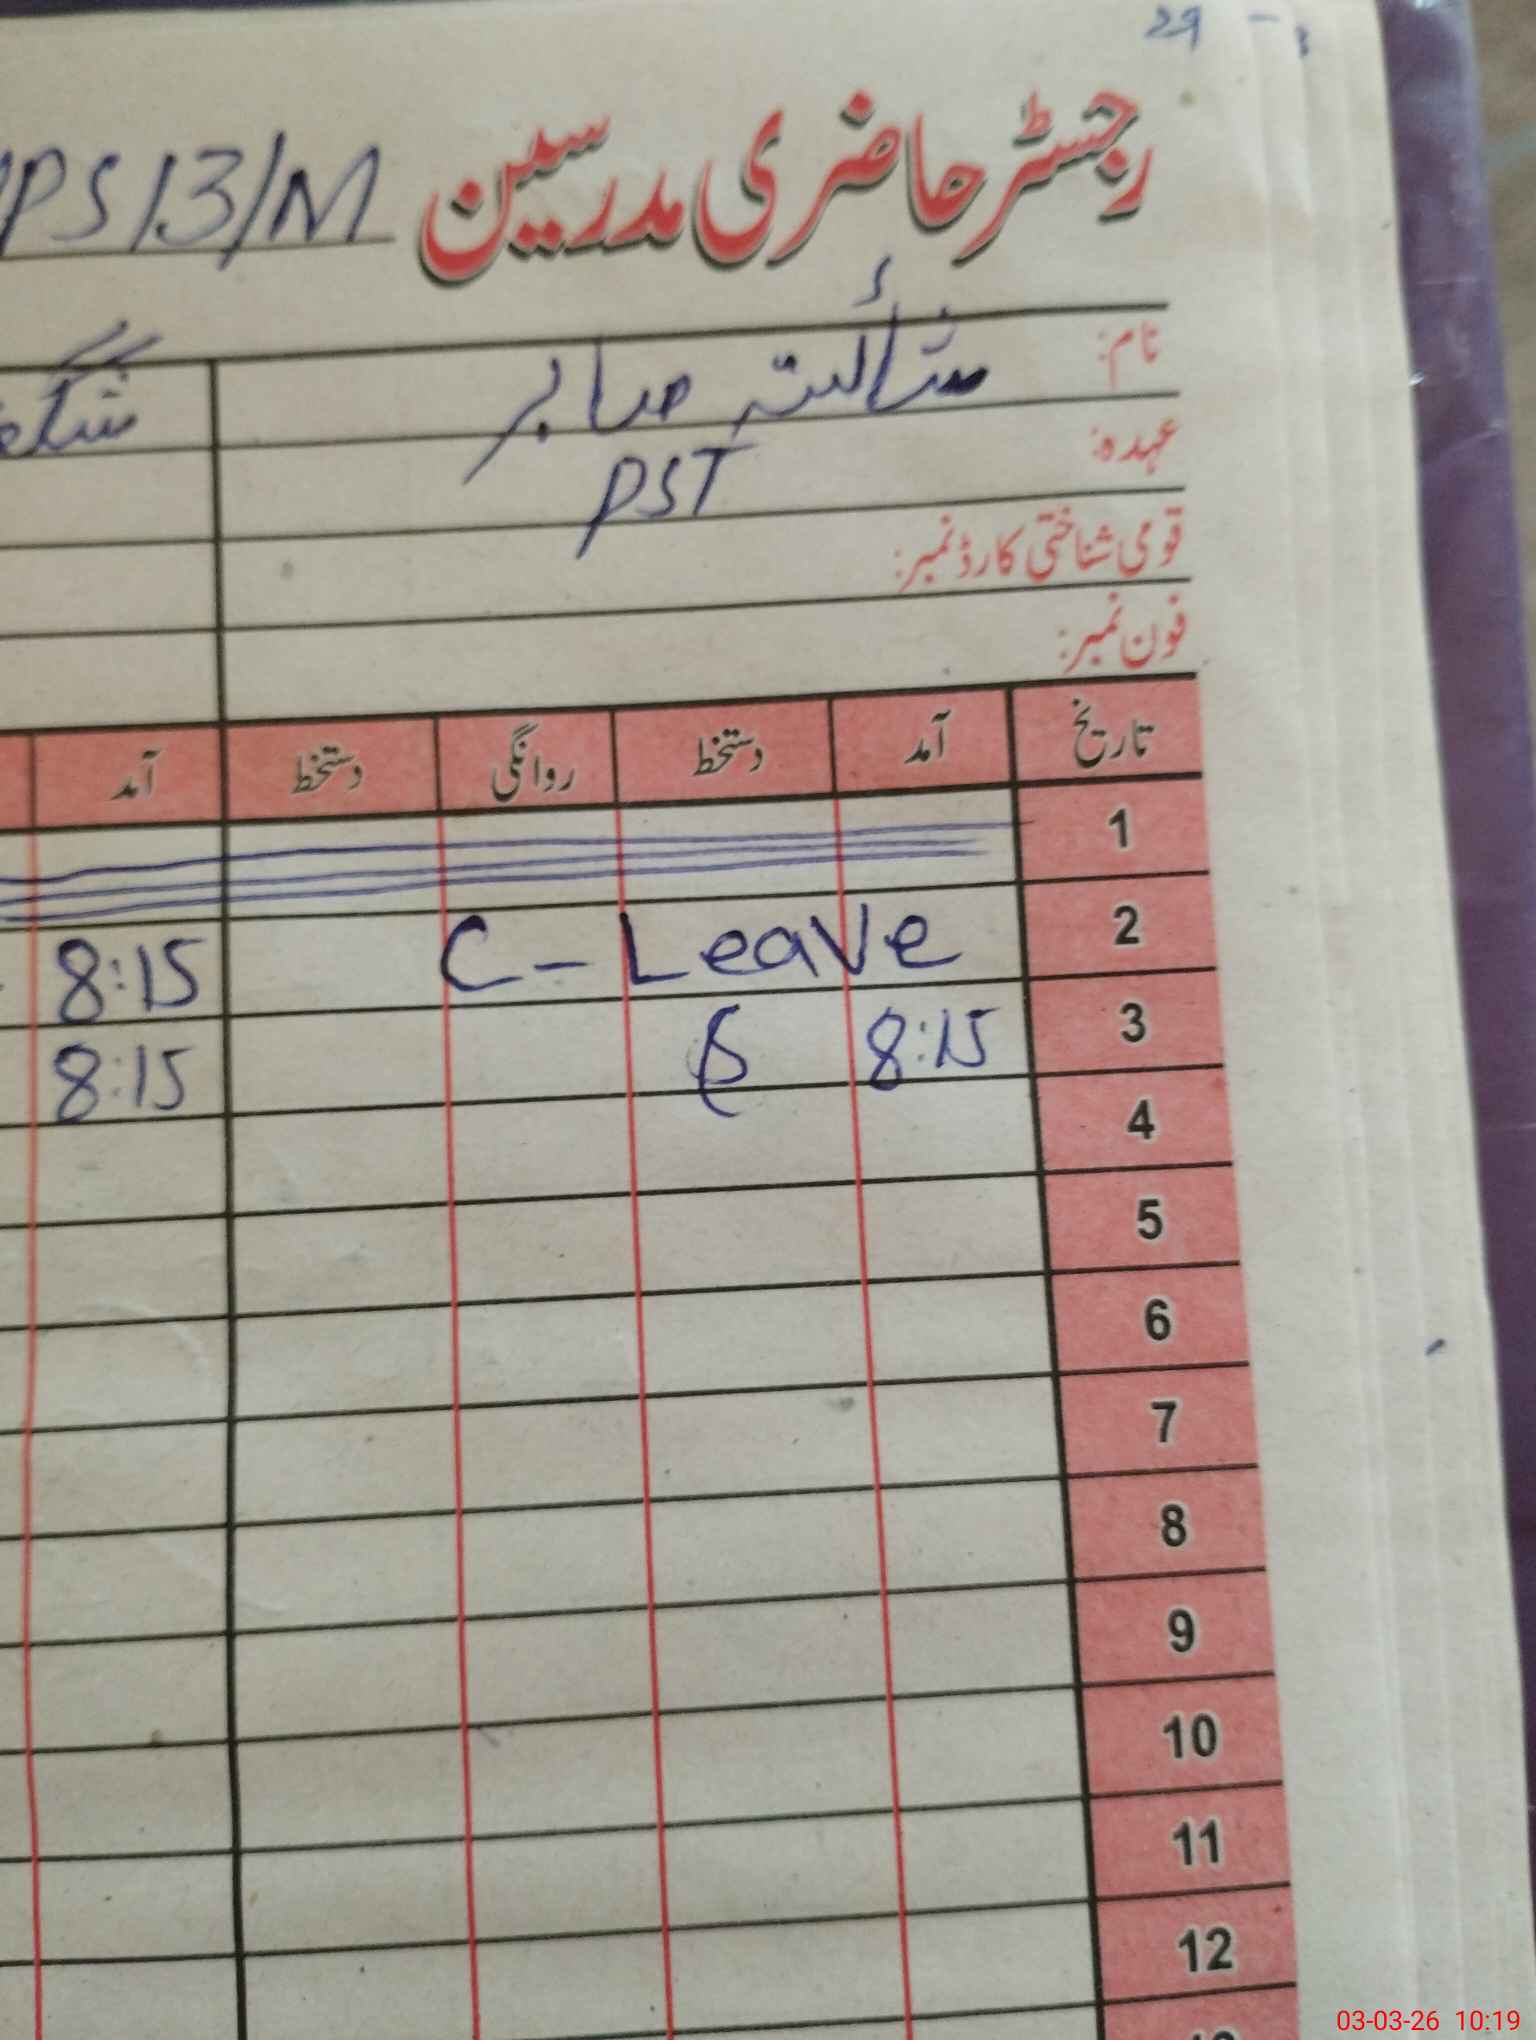 29
رجسٹر حاضری مدرسین PS13/M
نام: شائستہ صابر
عہدہ: PST
قومی شناختی کارڈ نمبر:
فون نمبر:
تاریخ آمد دستخط روانگی دستخط آمد
1
2 C-Leave 8:15
3 8:15 8:15
4
5
6
7
8
9
10
11
12
03-03-26 10:19